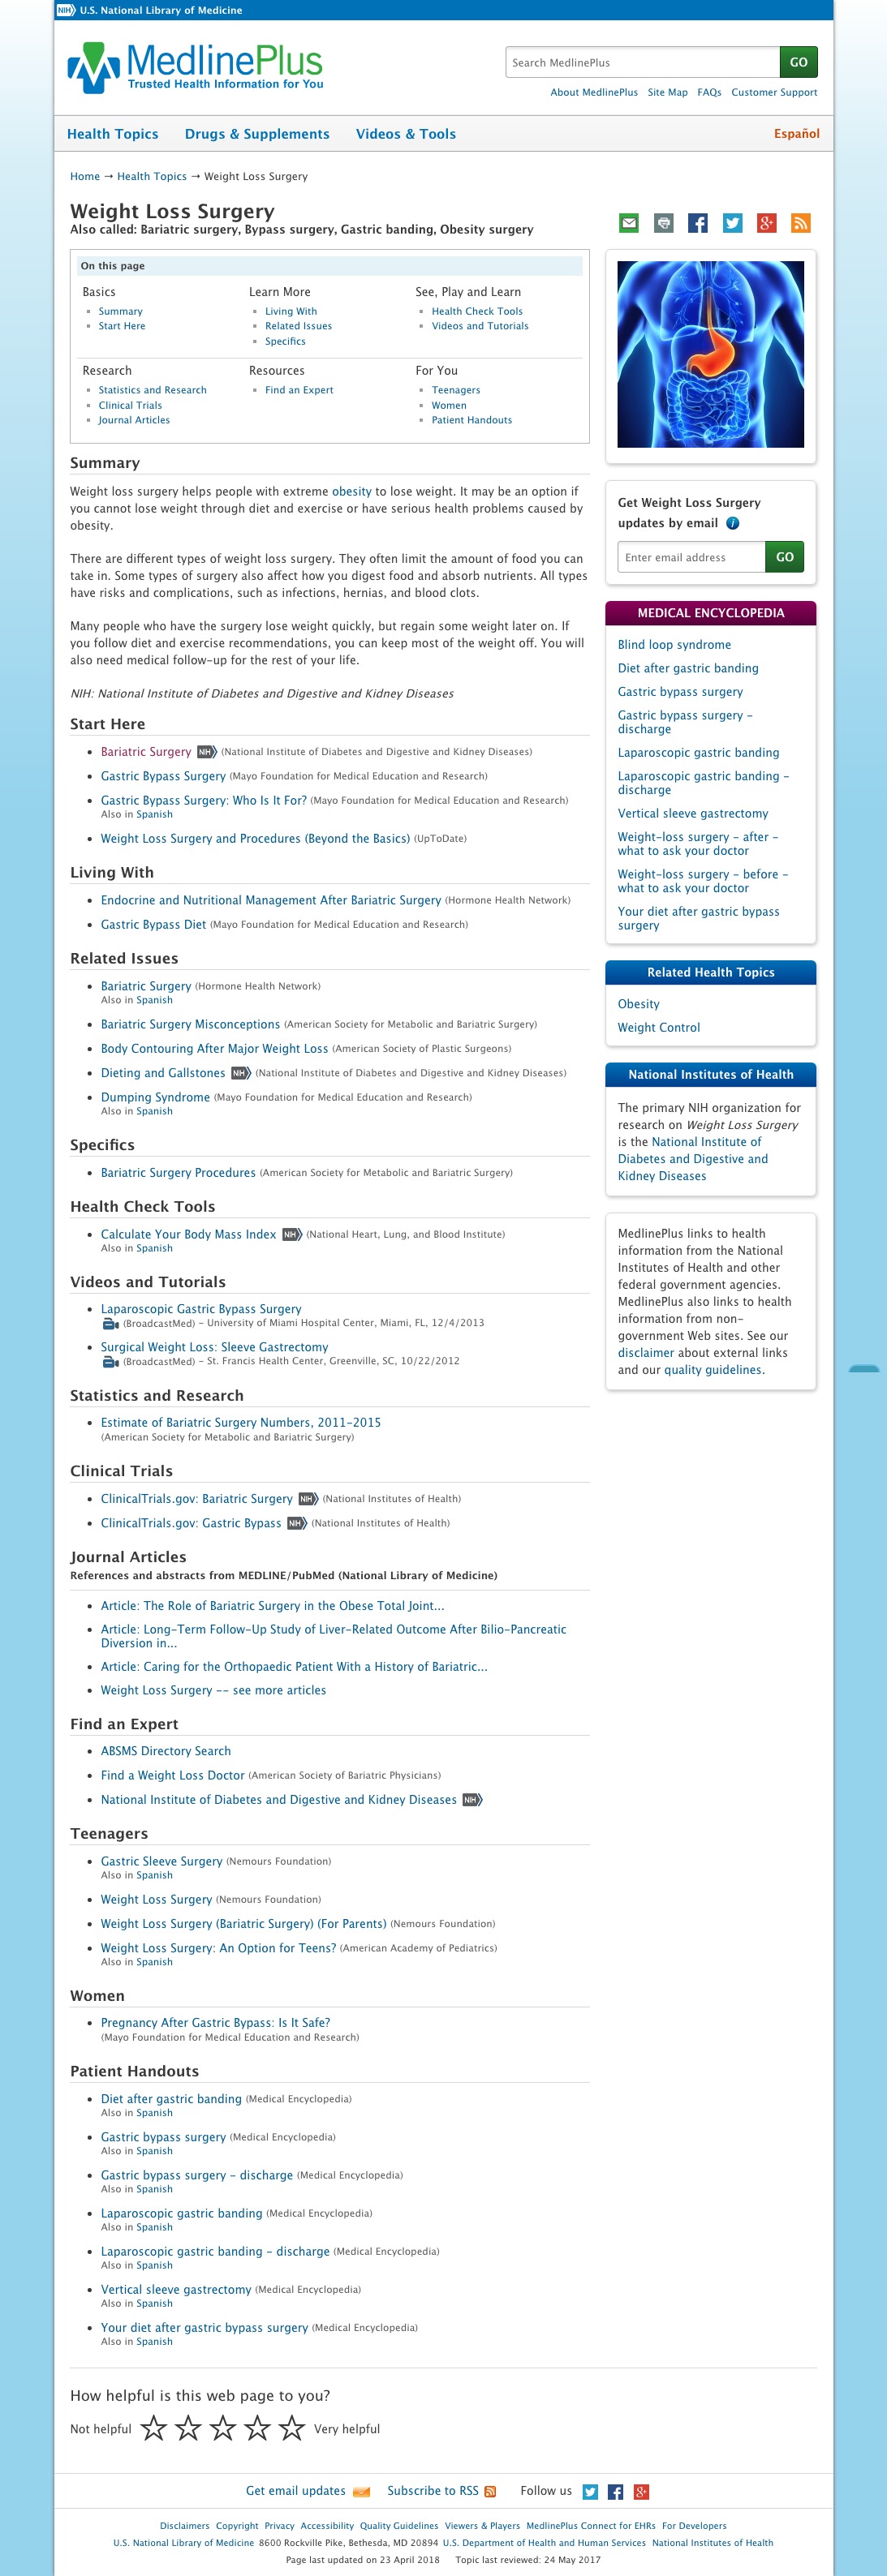 NIH U.S. National Library of Medicine
MedlinePlus
Trusted Health Information for You
Search MedlinePlus
GO
About MedlinePlus Site Map FAQs Customer Support
Health Topics Drugs & Supplements Videos & Tools Español
Home → Health Topics → Weight Loss Surgery
Weight Loss Surgery
Also called: Bariatric surgery, Bypass surgery, Gastric banding, Obesity surgery
On this page
Basics
Summary
Start Here
Learn More
Living With
Related Issues
Specifics
See, Play and Learn
Health Check Tools
Videos and Tutorials
Research
Statistics and Research
Clinical Trials
Journal Articles
Resources
Find an Expert
For You
Teenagers
Women
Patient Handouts
Summary
Weight loss surgery helps people with extreme obesity to lose weight. It may be an option if
you cannot lose weight through diet and exercise or have serious health problems caused by
obesity.
There are different types of weight loss surgery. They often limit the amount of food you can
take in. Some types of surgery also affect how you digest food and absorb nutrients. All types
have risks and complications, such as infections, hernias, and blood clots.
Many people who have the surgery lose weight quickly, but regain some weight later on. If
you follow diet and exercise recommendations, you can keep most of the weight off. You will
also need medical follow-up for the rest of your life.
NIH: National Institute of Diabetes and Digestive and Kidney Diseases
Start Here
Bariatric Surgery NIH (National Institute of Diabetes and Digestive and Kidney Diseases)
Gastric Bypass Surgery (Mayo Foundation for Medical Education and Research)
Gastric Bypass Surgery: Who Is It For? (Mayo Foundation for Medical Education and Research)
Also in Spanish
Weight Loss Surgery and Procedures (Beyond the Basics) (UpToDate)
Living With
Endocrine and Nutritional Management After Bariatric Surgery (Hormone Health Network)
Gastric Bypass Diet (Mayo Foundation for Medical Education and Research)
Related Issues
Bariatric Surgery (Hormone Health Network)
Also in Spanish
Bariatric Surgery Misconceptions (American Society for Metabolic and Bariatric Surgery)
Body Contouring After Major Weight Loss (American Society of Plastic Surgeons)
Dieting and Gallstones NIH (National Institute of Diabetes and Digestive and Kidney Diseases)
Dumping Syndrome (Mayo Foundation for Medical Education and Research)
Also in Spanish
Specifics
Bariatric Surgery Procedures (American Society for Metabolic and Bariatric Surgery)
Health Check Tools
Calculate Your Body Mass Index NIH (National Heart, Lung, and Blood Institute)
Also in Spanish
Videos and Tutorials
Laparoscopic Gastric Bypass Surgery
(BroadcastMed) - University of Miami Hospital Center, Miami, FL, 12/4/2013
Surgical Weight Loss: Sleeve Gastrectomy
(BroadcastMed) - St. Francis Health Center, Greenville, SC, 10/22/2012
Statistics and Research
Estimate of Bariatric Surgery Numbers, 2011-2015
(American Society for Metabolic and Bariatric Surgery)
Clinical Trials
ClinicalTrials.gov: Bariatric Surgery NIH (National Institutes of Health)
ClinicalTrials.gov: Gastric Bypass NIH (National Institutes of Health)
Journal Articles
References and abstracts from MEDLINE/PubMed (National Library of Medicine)
Article: The Role of Bariatric Surgery in the Obese Total Joint...
Article: Long-Term Follow-Up Study of Liver-Related Outcome After Bilio-Pancreatic
Diversion in...
Article: Caring for the Orthopaedic Patient With a History of Bariatric...
Weight Loss Surgery -- see more articles
Find an Expert
ABSMS Directory Search
Find a Weight Loss Doctor (American Society of Bariatric Physicians)
National Institute of Diabetes and Digestive and Kidney Diseases NIH
Teenagers
Gastric Sleeve Surgery (Nemours Foundation)
Also in Spanish
Weight Loss Surgery (Nemours Foundation)
Weight Loss Surgery (Bariatric Surgery) (For Parents) (Nemours Foundation)
Weight Loss Surgery: An Option for Teens? (American Academy of Pediatrics)
Also in Spanish
Women
Pregnancy After Gastric Bypass: Is It Safe?
(Mayo Foundation for Medical Education and Research)
Patient Handouts
Diet after gastric banding (Medical Encyclopedia)
Also in Spanish
Gastric bypass surgery (Medical Encyclopedia)
Also in Spanish
Gastric bypass surgery - discharge (Medical Encyclopedia)
Also in Spanish
Laparoscopic gastric banding (Medical Encyclopedia)
Also in Spanish
Laparoscopic gastric banding - discharge (Medical Encyclopedia)
Also in Spanish
Vertical sleeve gastrectomy (Medical Encyclopedia)
Also in Spanish
Your diet after gastric bypass surgery (Medical Encyclopedia)
Also in Spanish
Get Weight Loss Surgery
updates by email i
Enter email address
GO
MEDICAL ENCYCLOPEDIA
Blind loop syndrome
Diet after gastric banding
Gastric bypass surgery
Gastric bypass surgery -
discharge
Laparoscopic gastric banding
Laparoscopic gastric banding -
discharge
Vertical sleeve gastrectomy
Weight-loss surgery - after -
what to ask your doctor
Weight-loss surgery - before -
what to ask your doctor
Your diet after gastric bypass
surgery
Related Health Topics
Obesity
Weight Control
National Institutes of Health
The primary NIH organization for
research on Weight Loss Surgery
is the National Institute of
Diabetes and Digestive and
Kidney Diseases
MedlinePlus links to health
information from the National
Institutes of Health and other
federal government agencies.
MedlinePlus also links to health
information from non-
government Web sites. See our
disclaimer about external links
and our quality guidelines.
How helpful is this web page to you?
Not helpful Very helpful
Get email updates Subscribe to RSS Follow us
Disclaimers Copyright Privacy Accessibility Quality Guidelines Viewers & Players MedlinePlus Connect for EHRs For Developers
U.S. National Library of Medicine 8600 Rockville Pike, Bethesda, MD 20894 U.S. Department of Health and Human Services National Institutes of Health
Page last updated on 23 April 2018 Topic last reviewed: 24 May 2017